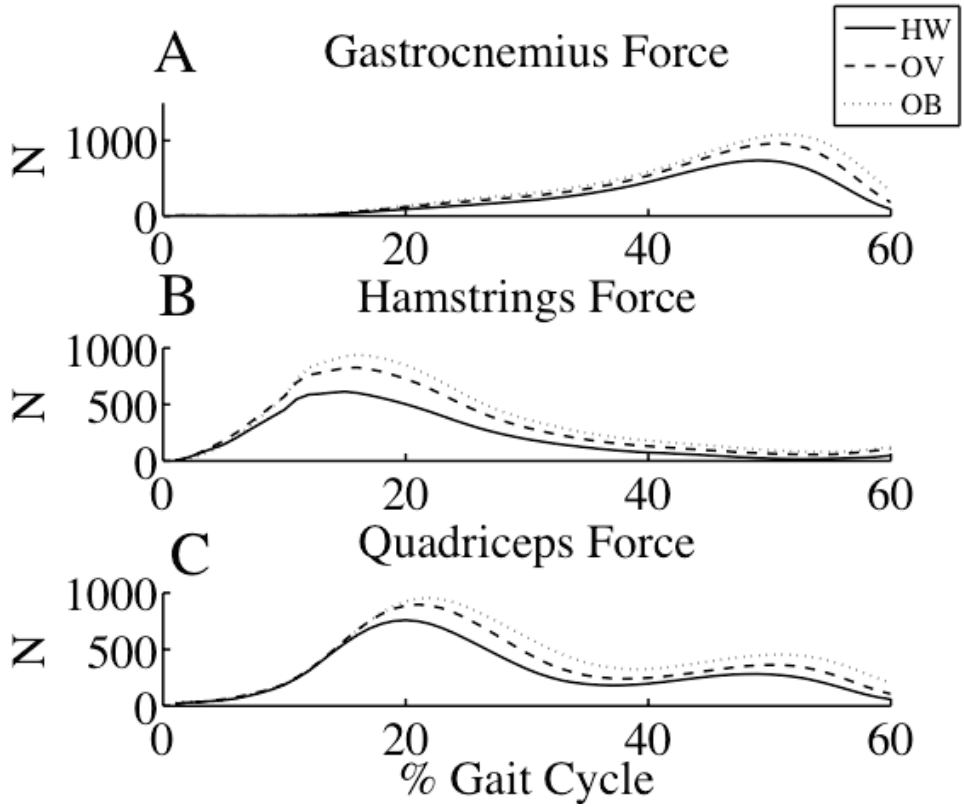 A
Gastrocnemius Force
HW
OV
OB
N
1000
0
0 20 40 60
B
Hamstrings Force
N
1000
500
0
0 20 40 60
C
Quadriceps Force
N
1000
500
0
0 20 40 60
% Gait Cycle